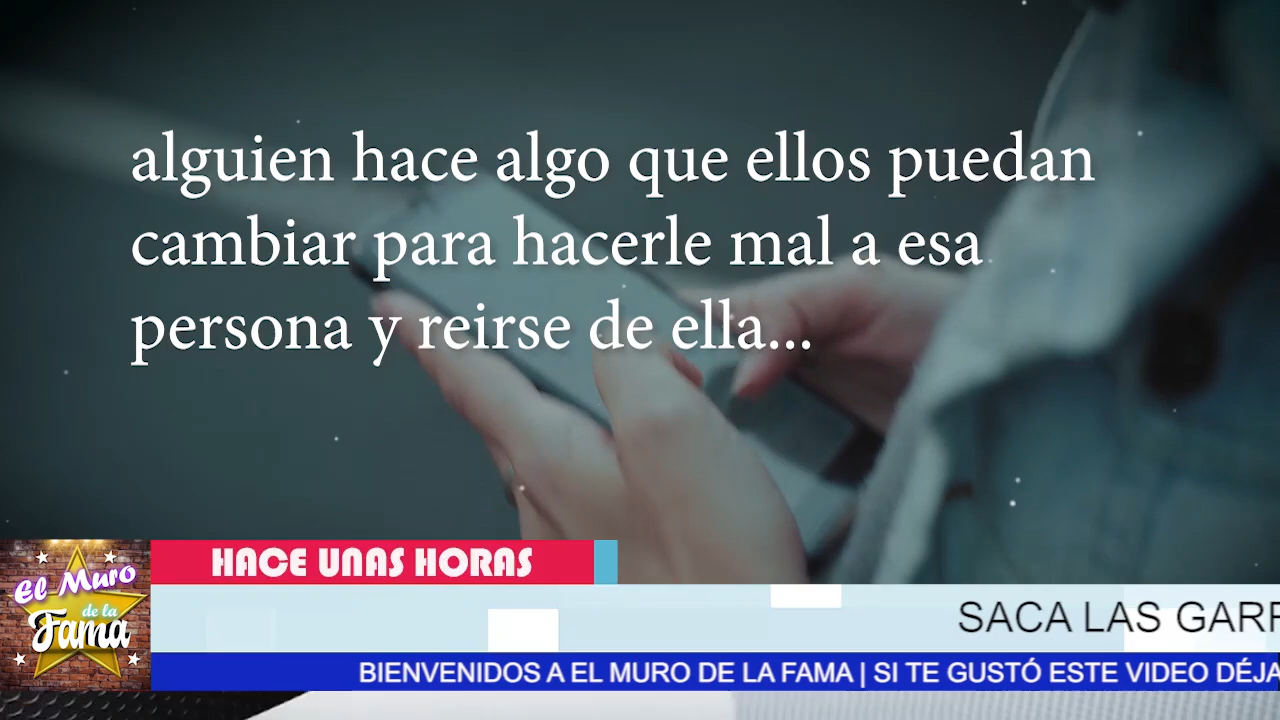 alguien hace algo que ellos puedan
cambiar para hacerle mal a esa
persona y reirse de ella...
HACE UNAS HORAS
El Muro
de la
Fama
SACA LAS
BIENVENIDOS A EL MURO DE LA FAMA | SI TE GUSTÓ ESTE VIDEO